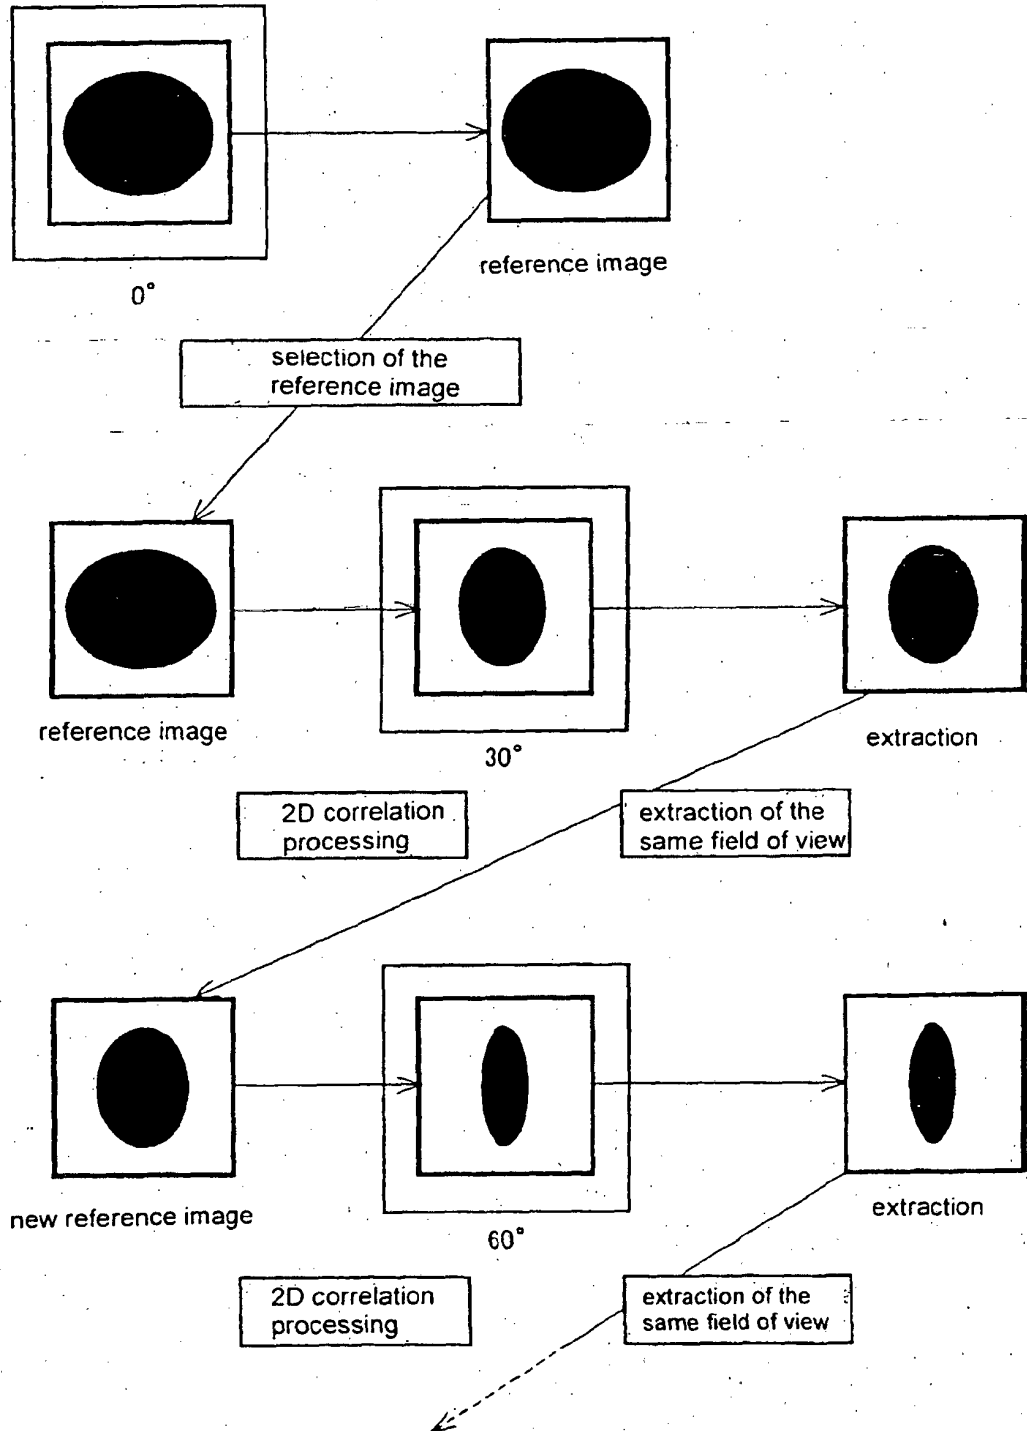 0°
reference image
selection of the
reference image
reference image
30°
extraction
2D correlation
processing
extraction of the
same field of view
new reference image
60°
extraction
2D correlation
processing
extraction of the
same field of view